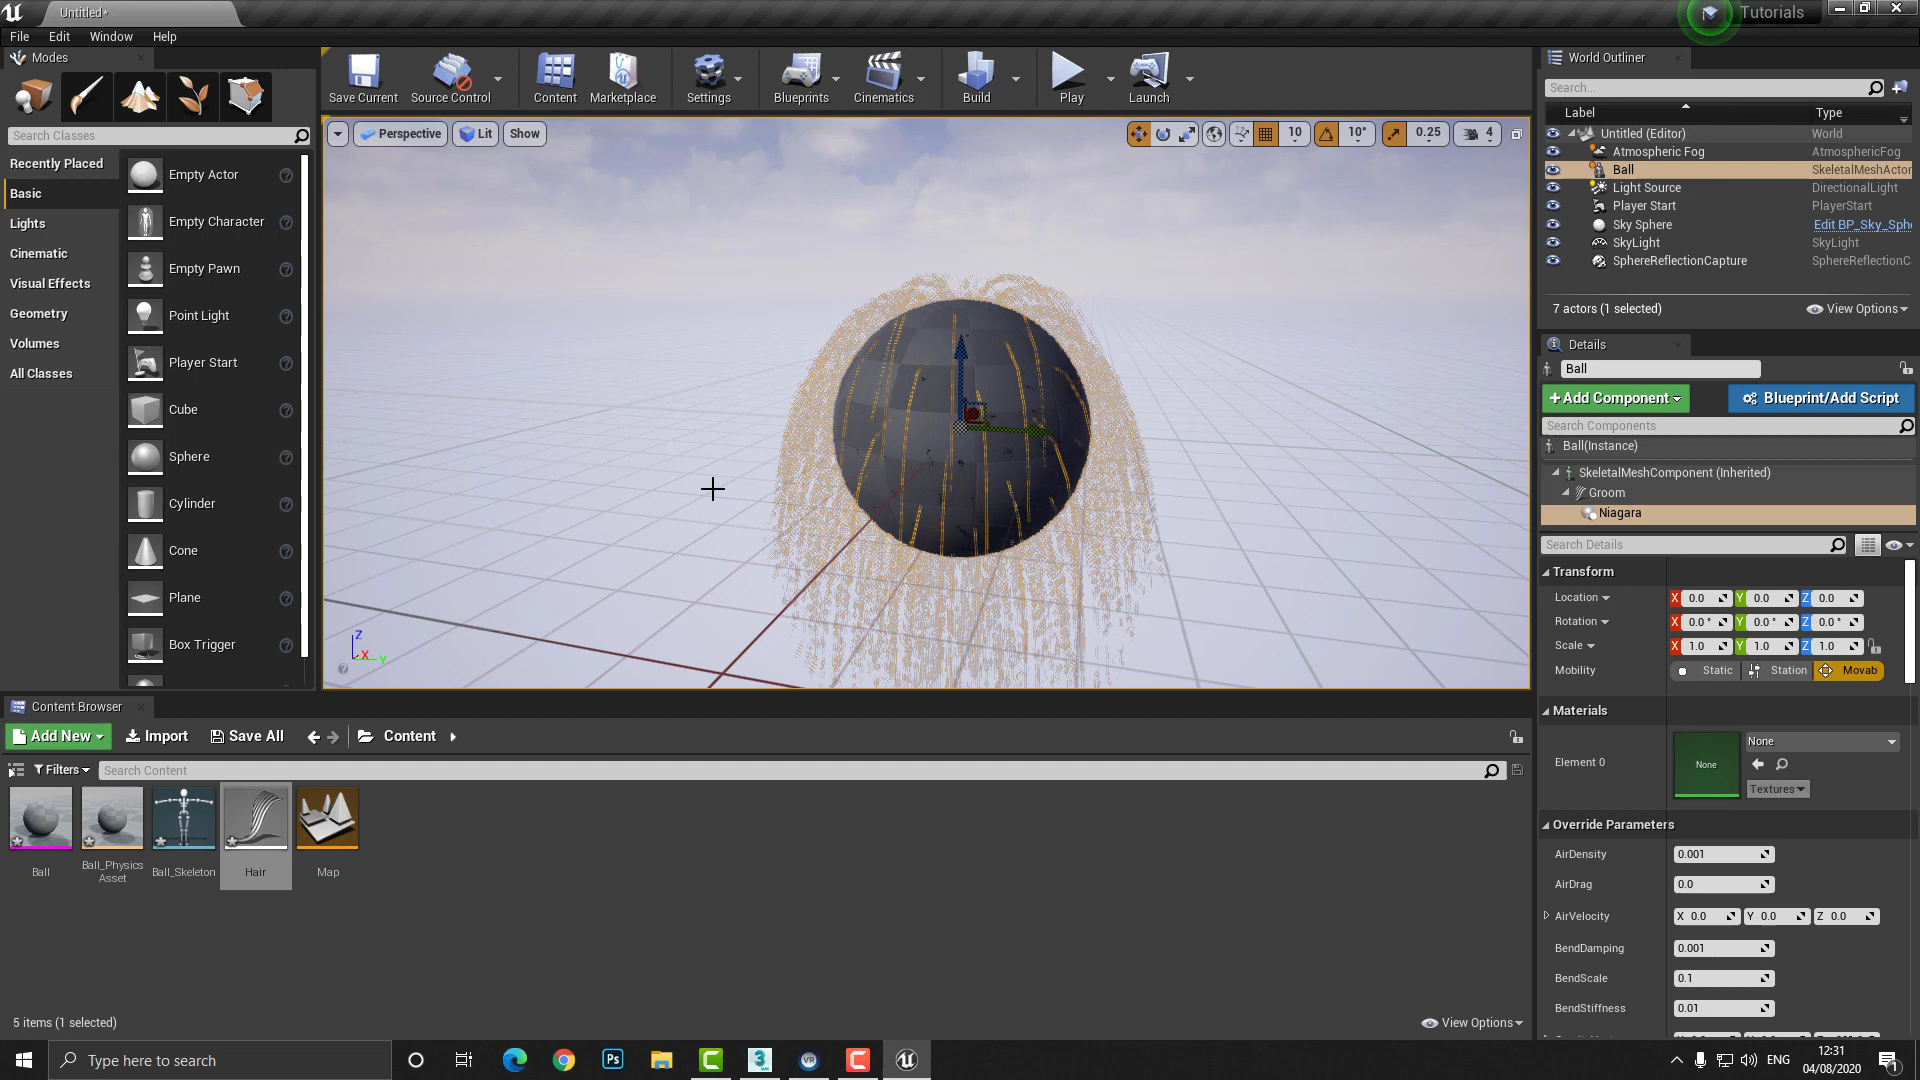 Untitled*
Tutorials
File Edit Window Help
Modes
Search Classes
Recently Placed
Basic
Lights
Cinematic
Visual Effects
Geometry
Volumes
All Classes
Empty Actor
Empty Character
Empty Pawn
Point Light
Player Start
Cube
Sphere
Cylinder
Cone
Plane
Box Trigger
Save Current Source Control Content Marketplace Settings Blueprints Cinematics Build Play Launch
Perspective Lit Show
10 10° 0.25 4
Z
X
Y
World Outliner
Search...
Label Type
Untitled (Editor) World
Atmospheric Fog AtmosphericFog
Ball SkeletalMeshActor
Light Source DirectionalLight
Player Start PlayerStart
Sky Sphere Edit BP_Sky_Sph
SkyLight SkyLight
SphereReflectionCapture SphereReflectionC
7 actors (1 selected) View Options
Details
Ball
+Add Component Blueprint/Add Script
Search Components
Ball(Instance)
SkeletalMeshComponent (Inherited)
Groom
Niagara
Search Details
Transform
Location X 0.0 Y 0.0 Z 0.0
Rotation X 0.0 ° Y 0.0 ° Z 0.0 °
Scale X 1.0 Y 1.0 Z 1.0
Mobility Static Station Movab
Materials
Element 0 None None
Textures
Override Parameters
AirDensity 0.001
AirDrag 0.0
AirVelocity X 0.0 Y 0.0 Z 0.0
BendDamping 0.001
BendScale 0.1
BendStiffness 0.01
Content Browser
Add New Import Save All Content
Filters Search Content
Ball
Ball_Physics
Asset
Ball_Skeleton
Hair
Map
5 items (1 selected) View Options
Type here to search
Ps
3
VR
ENG
12:31
04/08/2020
1